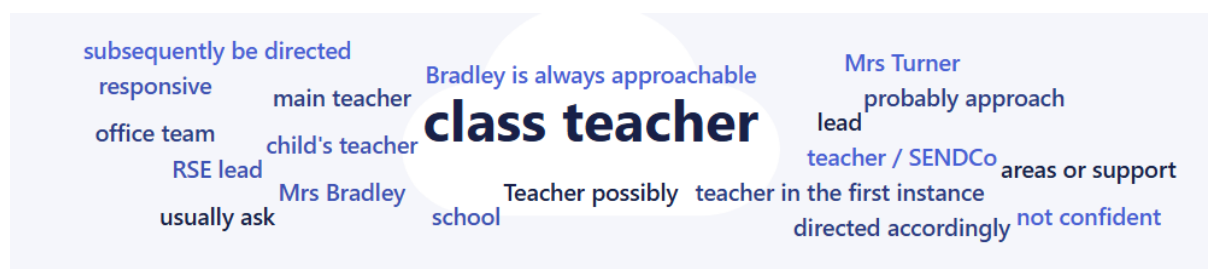 subsequently be directed
Bradley is always approachable
Mrs Turner
responsive
main teacher
probably approach
class teacher
lead
office team
child's teacher
teacher / SENDCo
RSE lead
areas or support
Mrs Bradley
Teacher possibly
teacher in the first instance
usually ask
school
directed accordingly
not confident